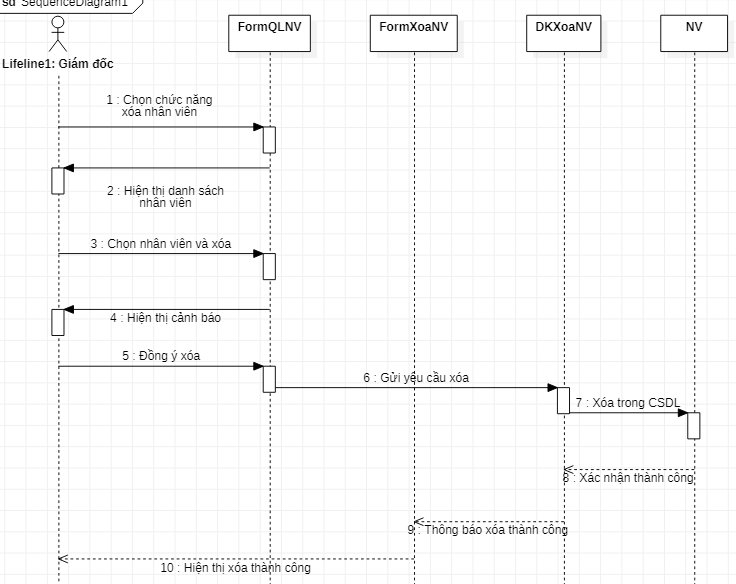 sd SequenceDiagram1
FormQLNV
FormXoaNV
DKXoaNV
NV
Lifeline1: Giám đốc
1 : Chọn chức năng
xóa nhân viên
2 : Hiện thị danh sách
nhân viên
3 : Chọn nhân viên và xóa
4 : Hiện thị cảnh báo
5 : Đồng ý xóa
6 : Gửi yêu cầu xóa
7 : Xóa trong CSDL
8 : Xác nhận thành công
9 : Thông báo xóa thành công
10 : Hiện thị xóa thành công